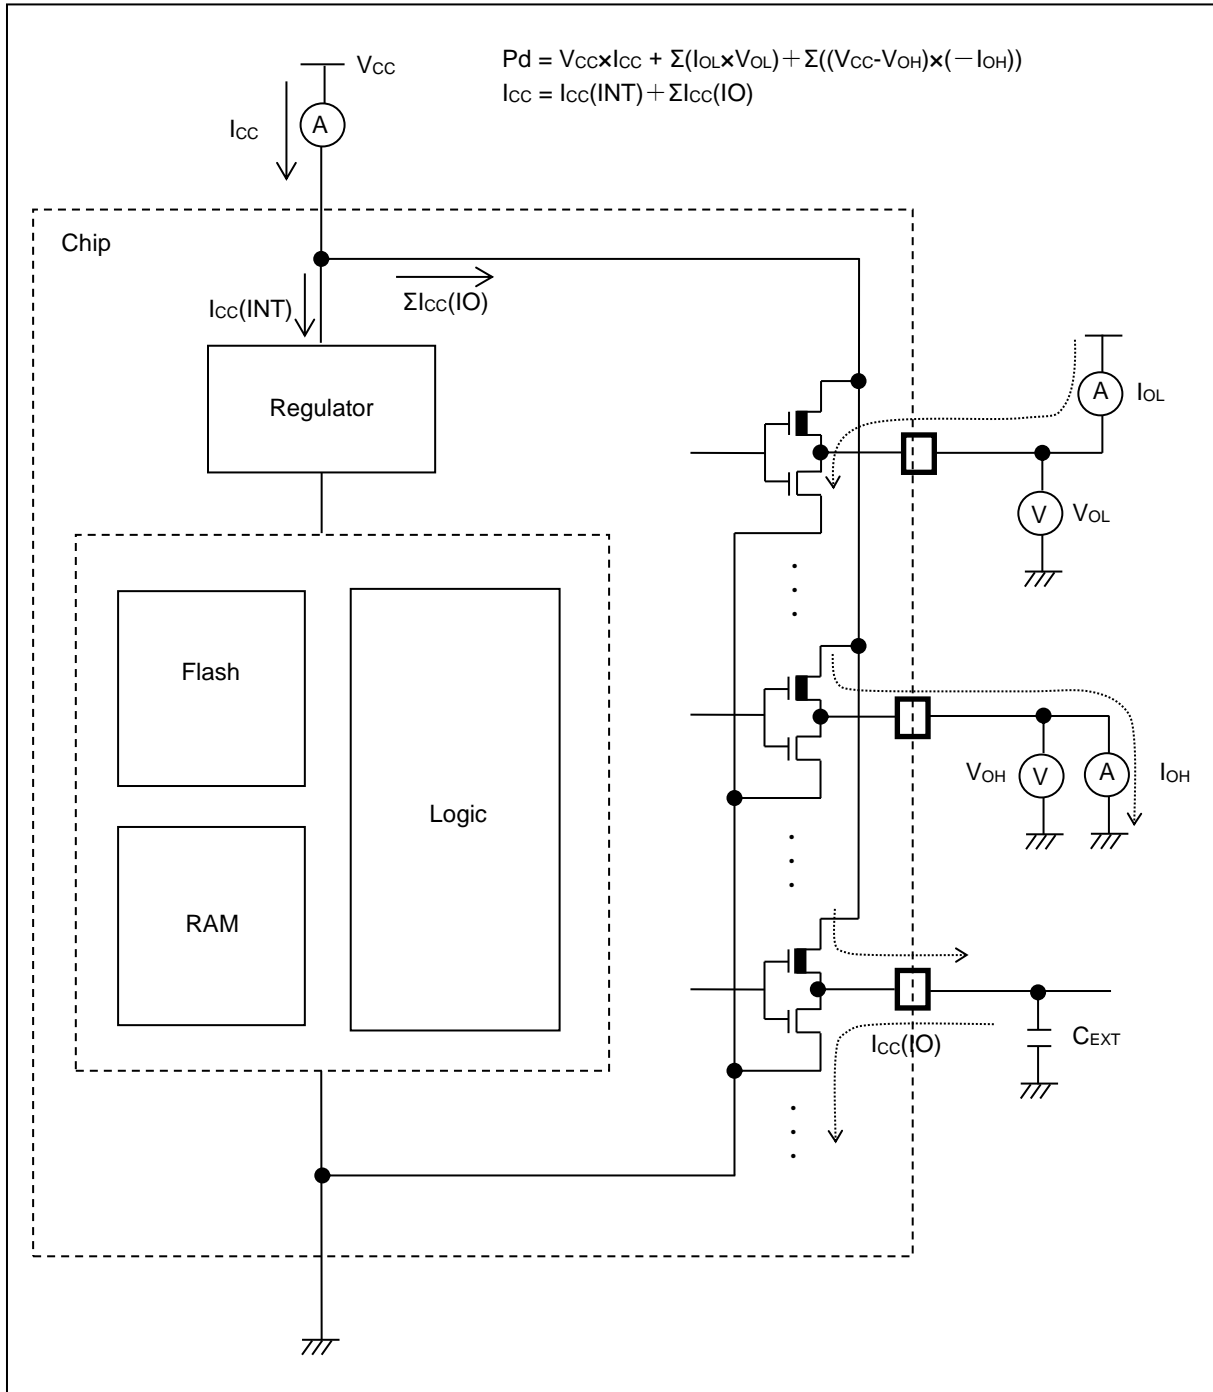 Pd = VCC×ICC + Σ(IOL×VOL)＋Σ((VCC-VOH)×(－IOH))
ICC = ICC(INT)＋ΣICC(IO)
VCC
A
ICC
Chip
ICC(INT)
ΣICC(IO)
Regulator
A
IOL
V
VOL
Flash
Logic
RAM
VOH
V
A
IOH
ICC(IO)
CEXT